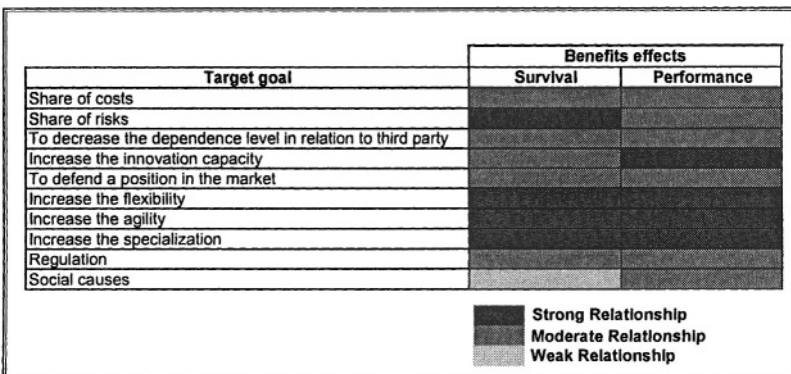 Benefits effects
Target goal Survival Performance
Share of costs
Share of risks
To decrease the dependence level in relation to third party
Increase the innovation capacity
To defend a position in the market
Increase the flexibility
Increase the agility
Increase the specialization
Regulation
Social causes
Strong Relationship
Moderate Relationship
Weak Relationship